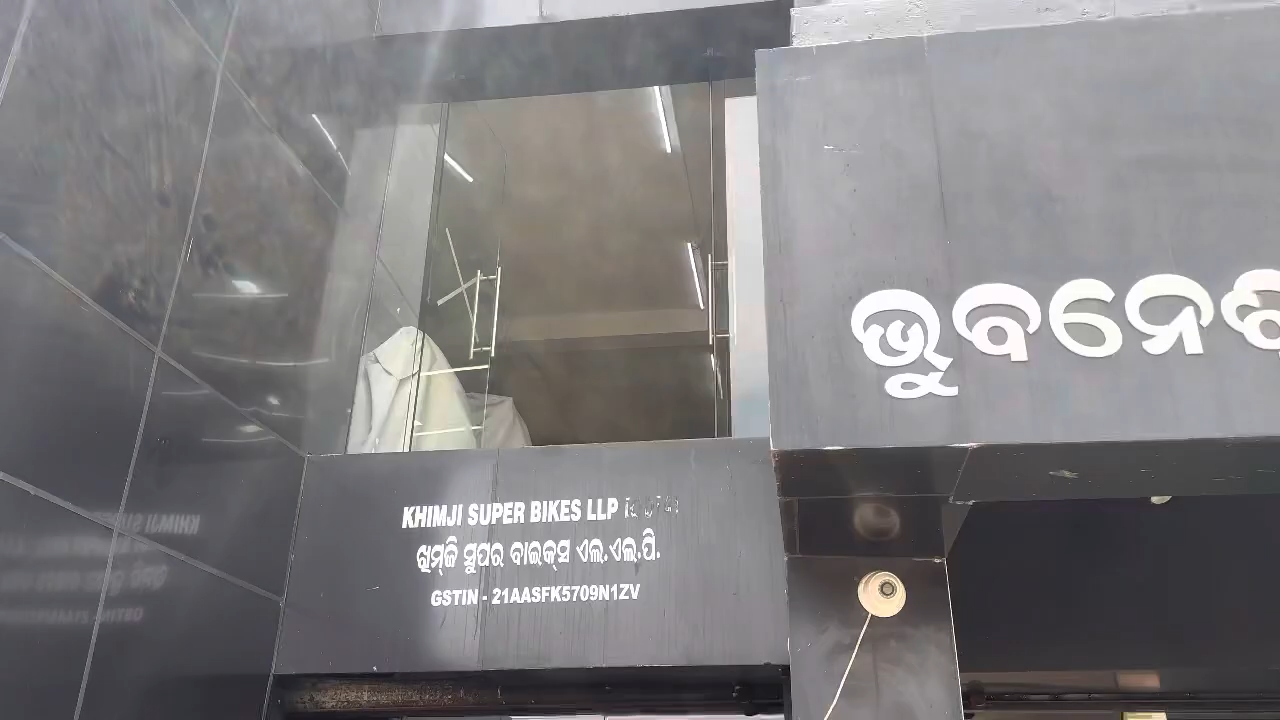 KHIMJI SUPER BIKES LLP
ଖିମ୍‌ଜି ସୁପର ବାଇକ୍‌ସ ଏଲ.ଏଲ.ପି.
GSTIN - 21AASFK5709N1ZV
ଭୁବନେଶ